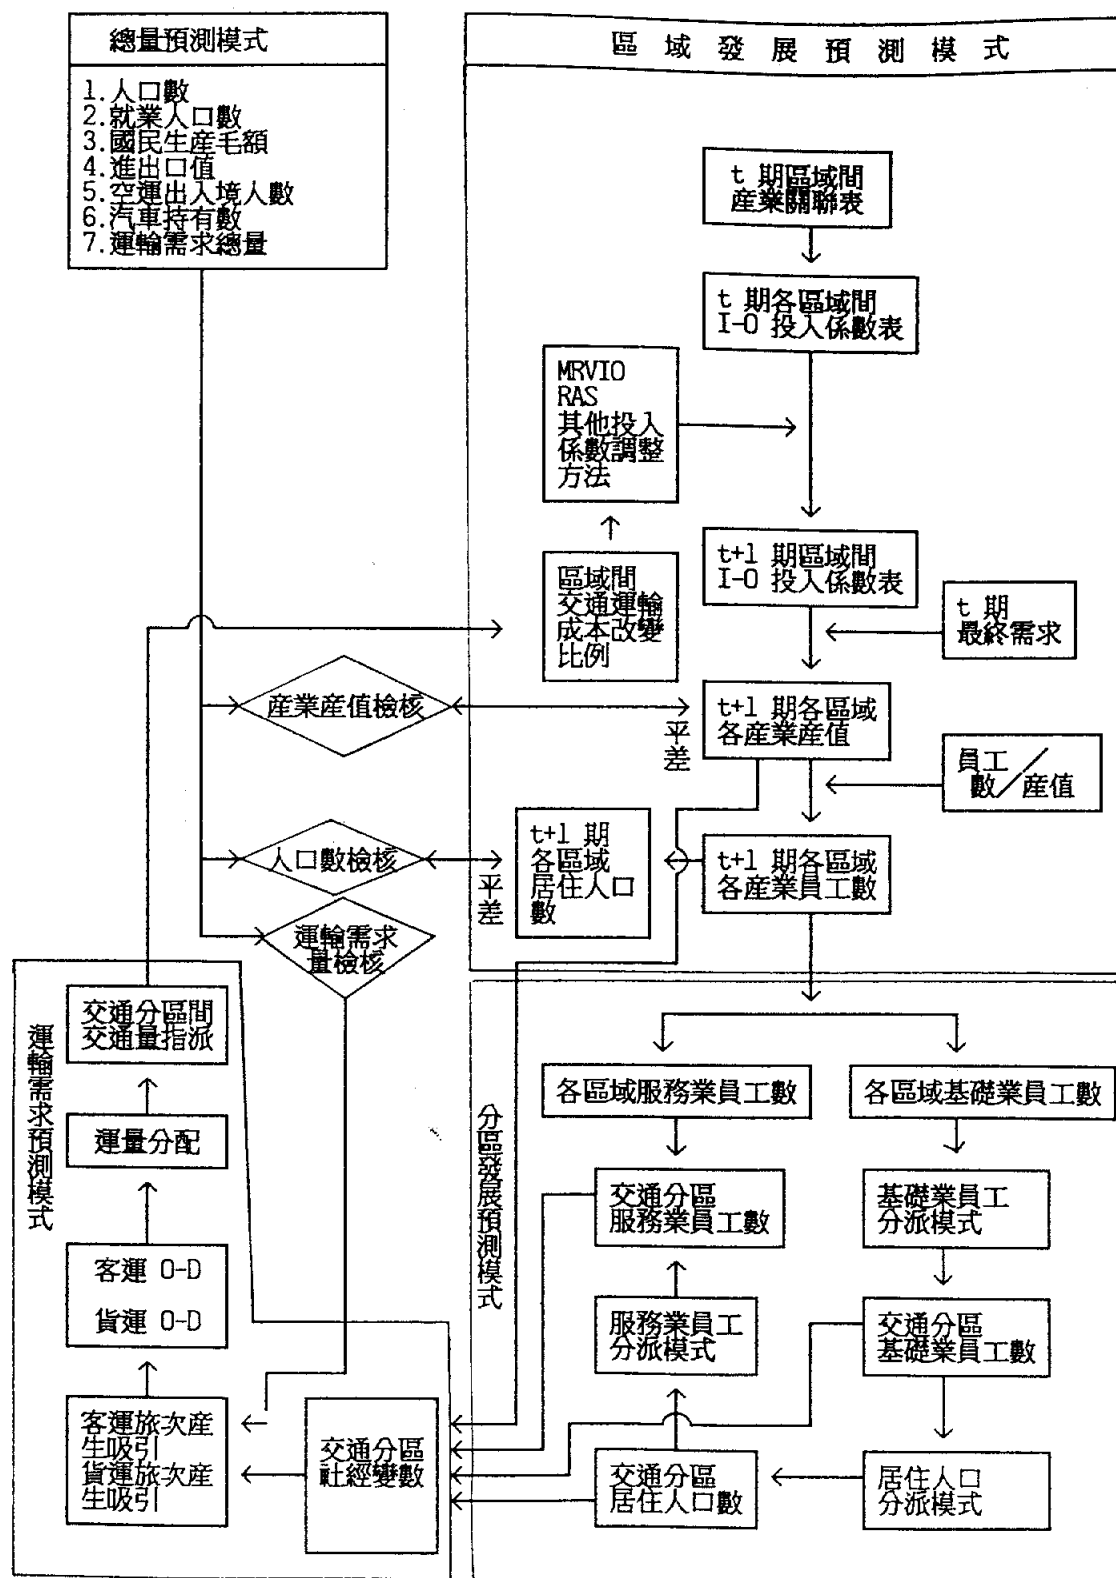 總量預測模式
1.人口數
2.就業人口數
3.國民生産毛額
4.進出口值
5.空運出入境人數
6.汽車持有數
7.運輸需求總量
區域發展預測模式
t 期區域間
産業關聯表
t 期各區域間
I-O 投入係數表
MRVIO
RAS
其他投入
係數調整
方法
t+1 期區域間
I-O 投入係數表
區域間
交通運輸
成本改變
比例
t 期
最終需求
産業産值檢核
平差
t+1 期各區域
各産業産值
員工／
數／産值
人口數檢核
平差
t+1 期
各區域
居住人口
數
t+1 期各區域
各産業員工數
運輸需求
量檢核
運輸需求預測模式
交通分區間
交通量指派
運量分配
客運 O-D
貨運 O-D
客運旅次産
生吸引
貨運旅次産
生吸引
交通分區
社經變數
分區發展預測模式
各區域服務業員工數
各區域基礎業員工數
交通分區
服務業員工數
基礎業員工
分派模式
服務業員工
分派模式
交通分區
基礎業員工數
交通分區
居住人口數
居住人口
分派模式